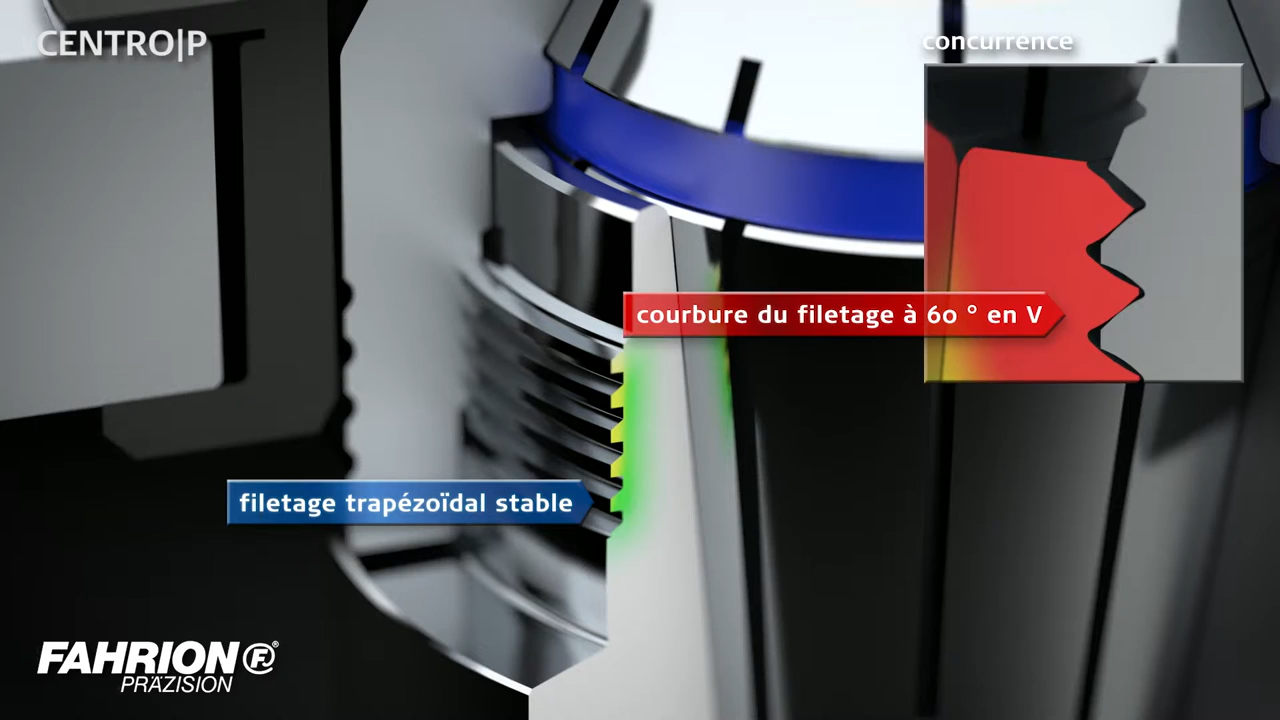 CENTRO|P
concurrence
courbure du filetage à 60 ° en V
filetage trapézoïdal stable
FAHRION
PRÄZISION